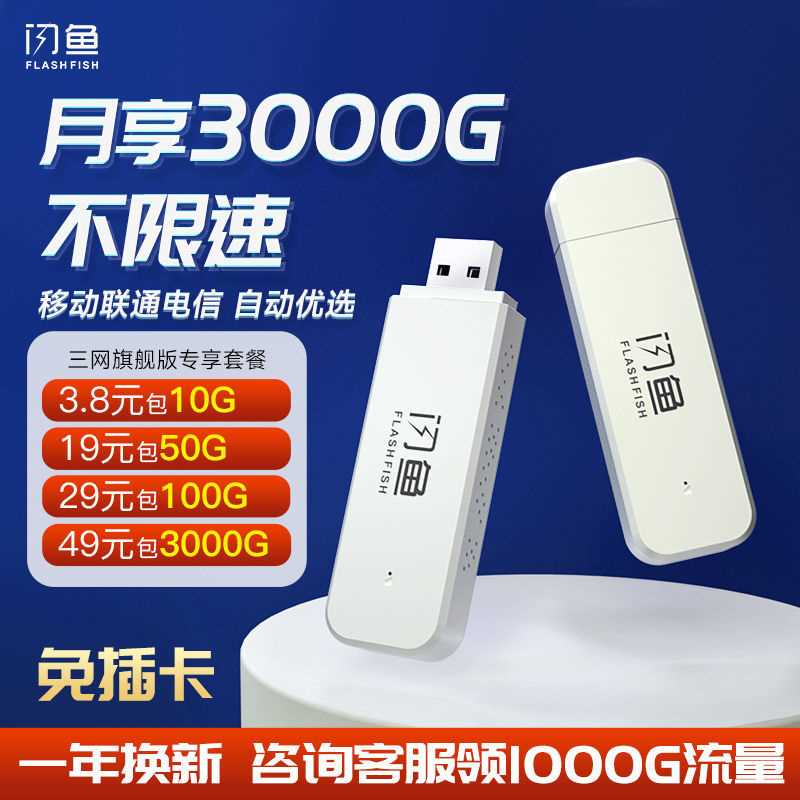 闪鱼
FLASHFISH
月享3000G
不限速
移动联通电信 自动优选
三网旗舰版专享套餐
3.8元包10G
19元包50G
29元包100G
49元包3000G
闪鱼
FLASHFISH
闪鱼
FLASHFISH
免插卡
一年换新 咨询客服领1000G流量